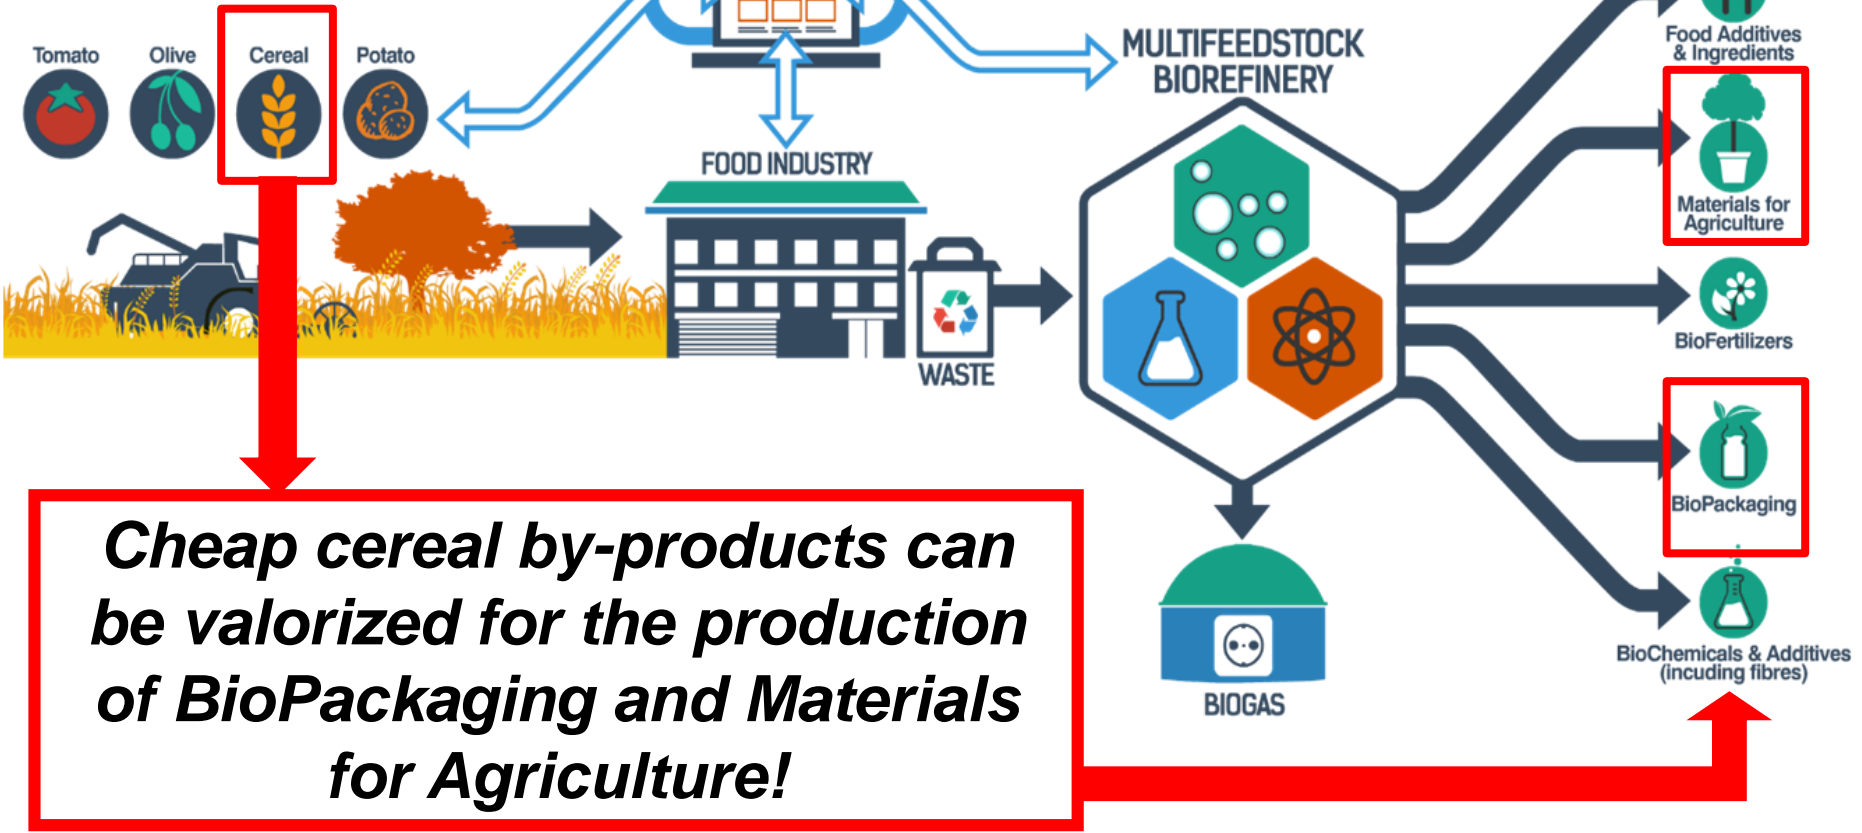 Tomato
Olive
Cereal
Potato
MULTIFEEDSTOCK
BIOREFINERY
Food Additives
& Ingredients
FOOD INDUSTRY
Materials for
Agriculture
BioFertilizers
WASTE
BioPackaging
Cheap cereal by-products can
be valorized for the production
of BioPackaging and Materials
for Agriculture!
BIOGAS
BioChemicals & Additives
(incuding fibres)